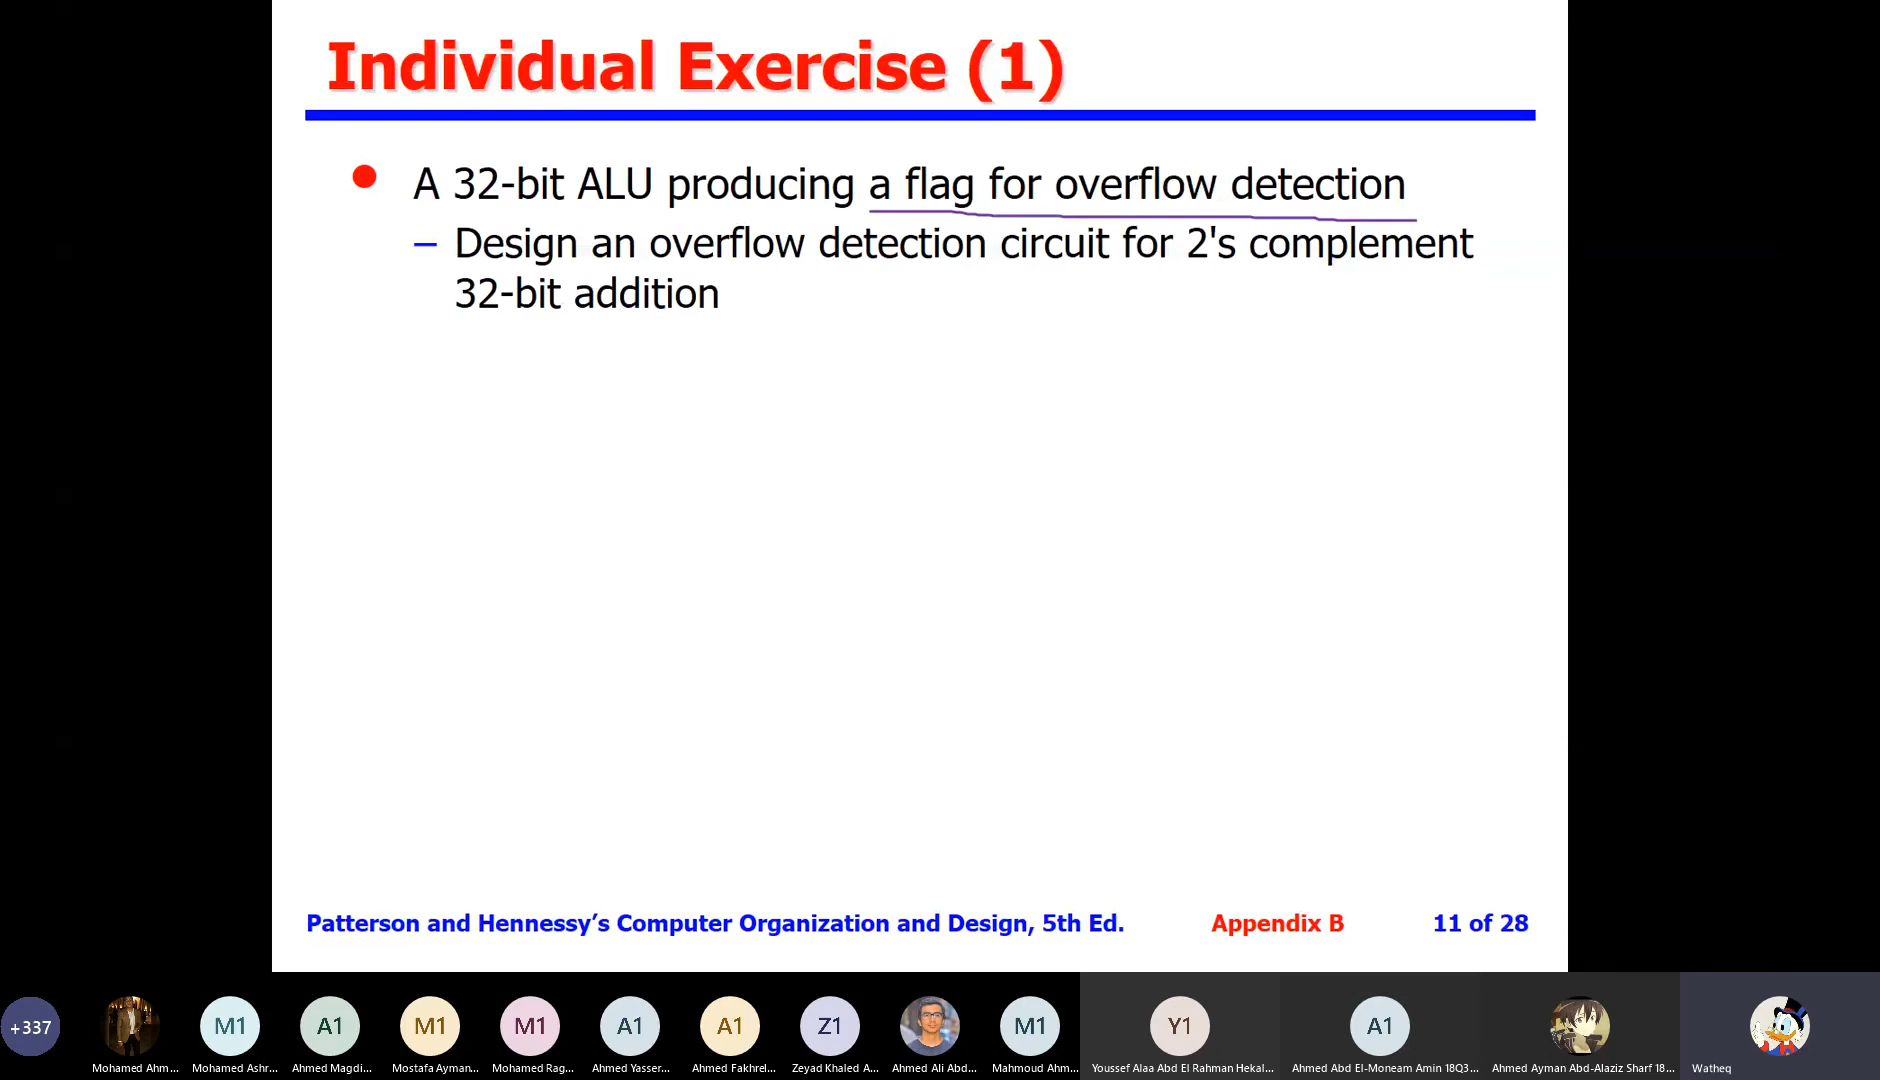 Individual Exercise (1)
A 32-bit ALU producing a flag for overflow detection
– Design an overflow detection circuit for 2's complement
32-bit addition
Patterson and Hennessy’s Computer Organization and Design, 5th Ed. Appendix B 11 of 28
+337 M1 A1 M1 M1 A1 A1 Z1 M1 Y1 A1
Mohamed Ahm... Mohamed Ashr... Ahmed Magdi... Mostafa Ayman... Mohamed Rag... Ahmed Yasser... Ahmed Fakhrel... Zeyad Khaled A... Ahmed Ali Abd... Mahmoud Ahm... Youssef Alaa Abd El Rahman Hekal... Ahmed Abd El-Moneam Amin 18Q3... Ahmed Ayman Abd-Alaziz Sharf 18... Watheq